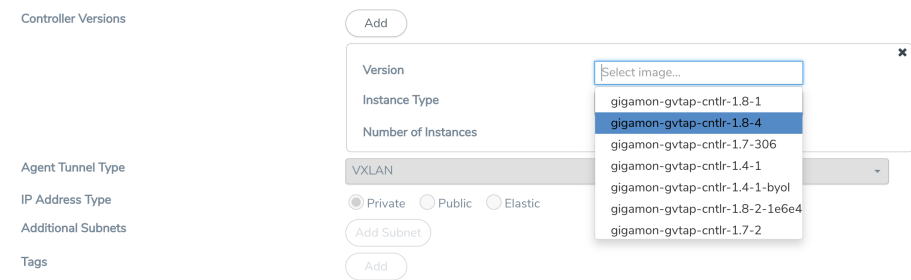 Controller Versions
Add
Version
Select image...
Instance Type
Number of Instances
gigamon-gvtap-cntlr-1.8-1
gigamon-gvtap-cntlr-1.8-4
gigamon-gvtap-cntlr-1.7-306
gigamon-gvtap-cntlr-1.4-1
gigamon-gvtap-cntlr-1.4-1-byol
gigamon-gvtap-cntlr-1.8-2-1e6e4
gigamon-gvtap-cntlr-1.7-2
Agent Tunnel Type
VXLAN
IP Address Type
Private Public Elastic
Additional Subnets
Add Subnet
Tags
Add